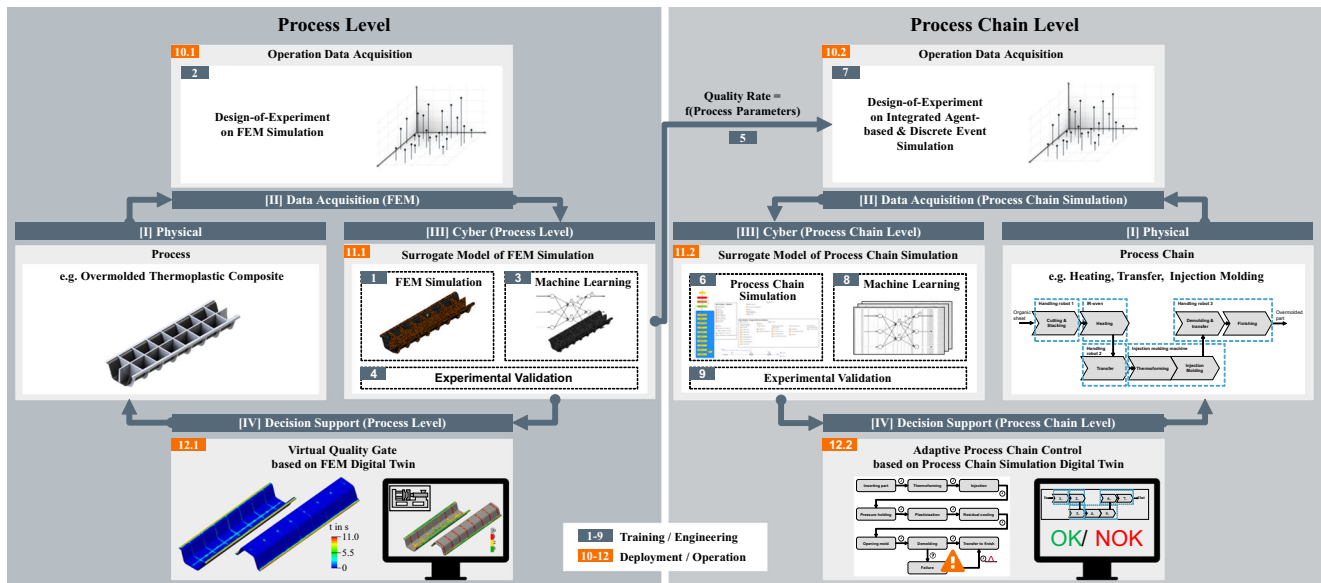 Process Level
10.1
Operation Data Acquisition
2
Design-of-Experiment
on FEM Simulation
[II] Data Acquisition (FEM)
[I] Physical
Process
e.g. Overmolded Thermoplastic Composite
[III] Cyber (Process Level)
11.1
Surrogate Model of FEM Simulation
1
FEM Simulation
3
Machine Learning
4
Experimental Validation
[IV] Decision Support (Process Level)
12.1
Virtual Quality Gate
based on FEM Digital Twin
t in s
11.0
5.5
0
Quality Rate =
f(Process Parameters)
5
Process Chain Level
10.2
Operation Data Acquisition
7
Design-of-Experiment
on Integrated Agent-
based & Discrete Event
Simulation
[II] Data Acquisition (Process Chain Simulation)
[III] Cyber (Process Chain Level)
11.2
Surrogate Model of Process Chain Simulation
6
Process Chain
Simulation
8
Machine Learning
9
Experimental Validation
[I] Physical
Process Chain
e.g. Heating, Transfer, Injection Molding
Handling robot 1
IR-oven
Handling robot 3
Organic
sheet
Cutting &
Stacking
Heating
Demolding &
transfer
Finishing
Overmolded
part
Handling
robot 2
Injection molding machine
Transfer
Thermoforming
Injection
Molding
[IV] Decision Support (Process Chain Level)
12.2
Adaptive Process Chain Control
based on Process Chain Simulation Digital Twin
Inserting part
Thermoforming
Injection
Pressure holding
Plasticisation
Residual cooling
Opening mold
Demolding
Transfer to finish
Failure
OK/ NOK
1-9
Training / Engineering
10-12
Deployment / Operation